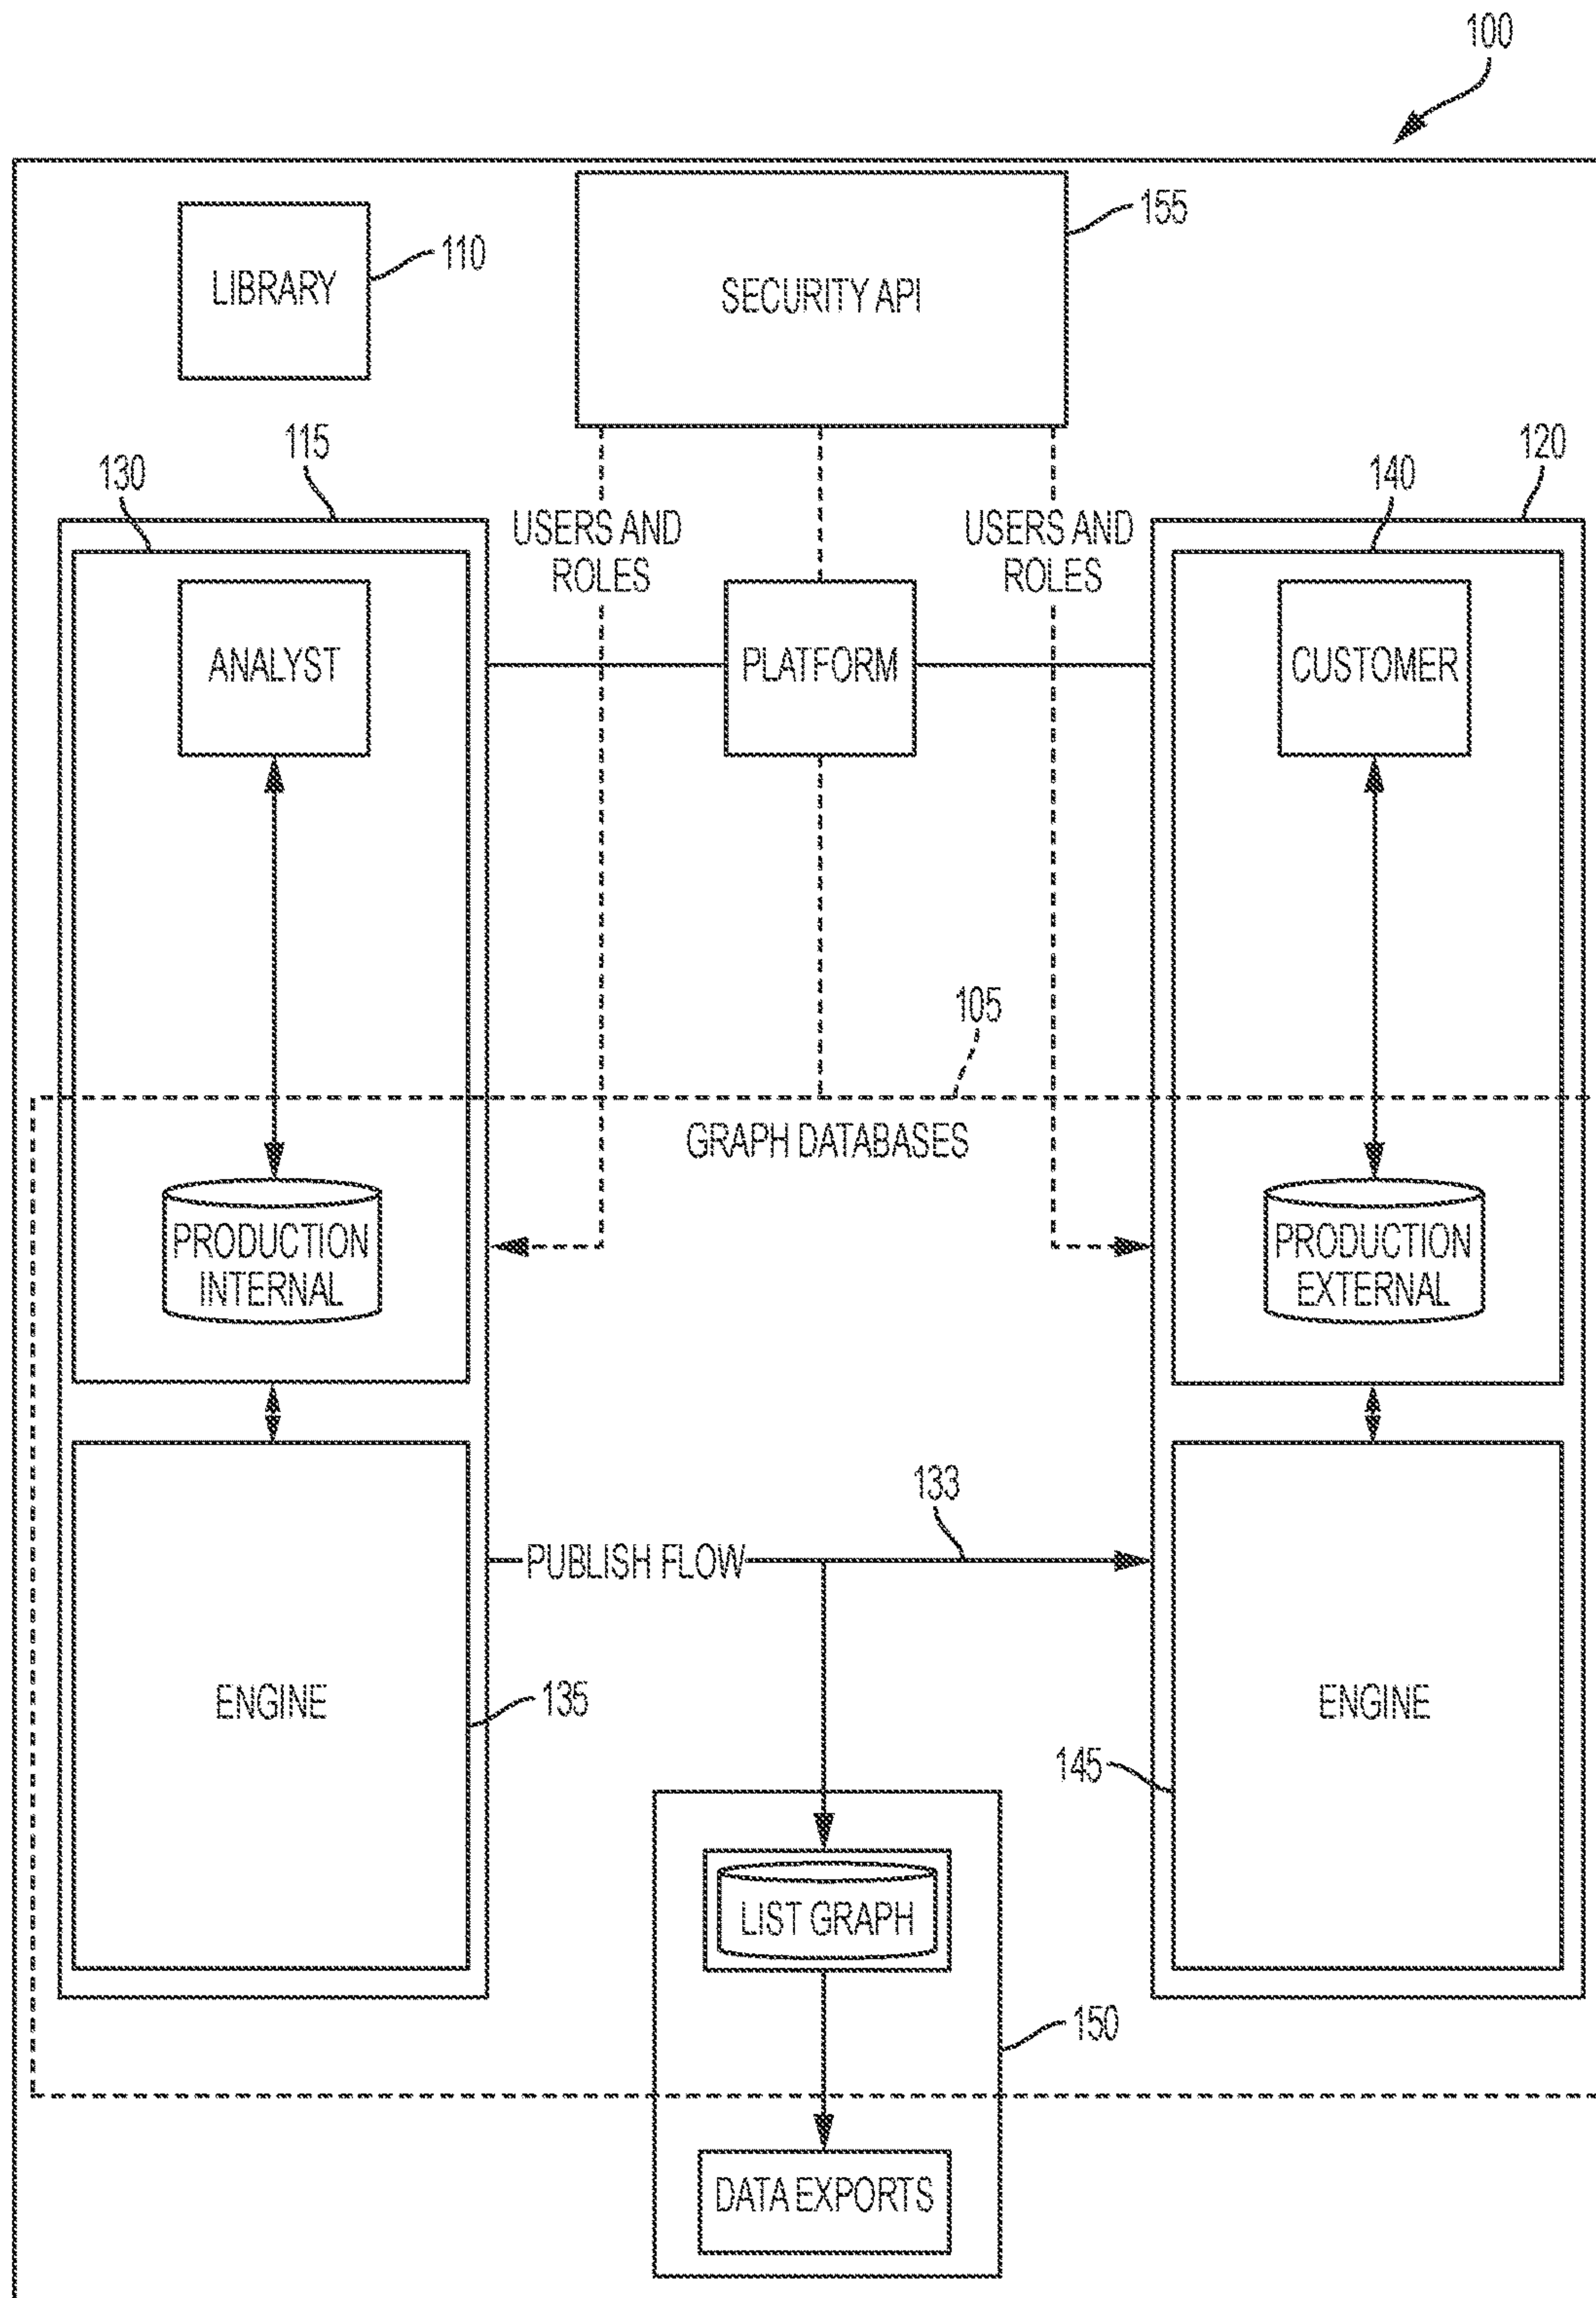 100
155
LIBRARY
110
SECURITY API
115
120
130
140
USERS AND
ROLES
USERS AND
ROLES
ANALYST
PLATFORM
CUSTOMER
105
GRAPH DATABASES
PRODUCTION
INTERNAL
PRODUCTION
EXTERNAL
133
PUBLISH FLOW
ENGINE
135
ENGINE
145
LIST GRAPH
150
DATA EXPORTS